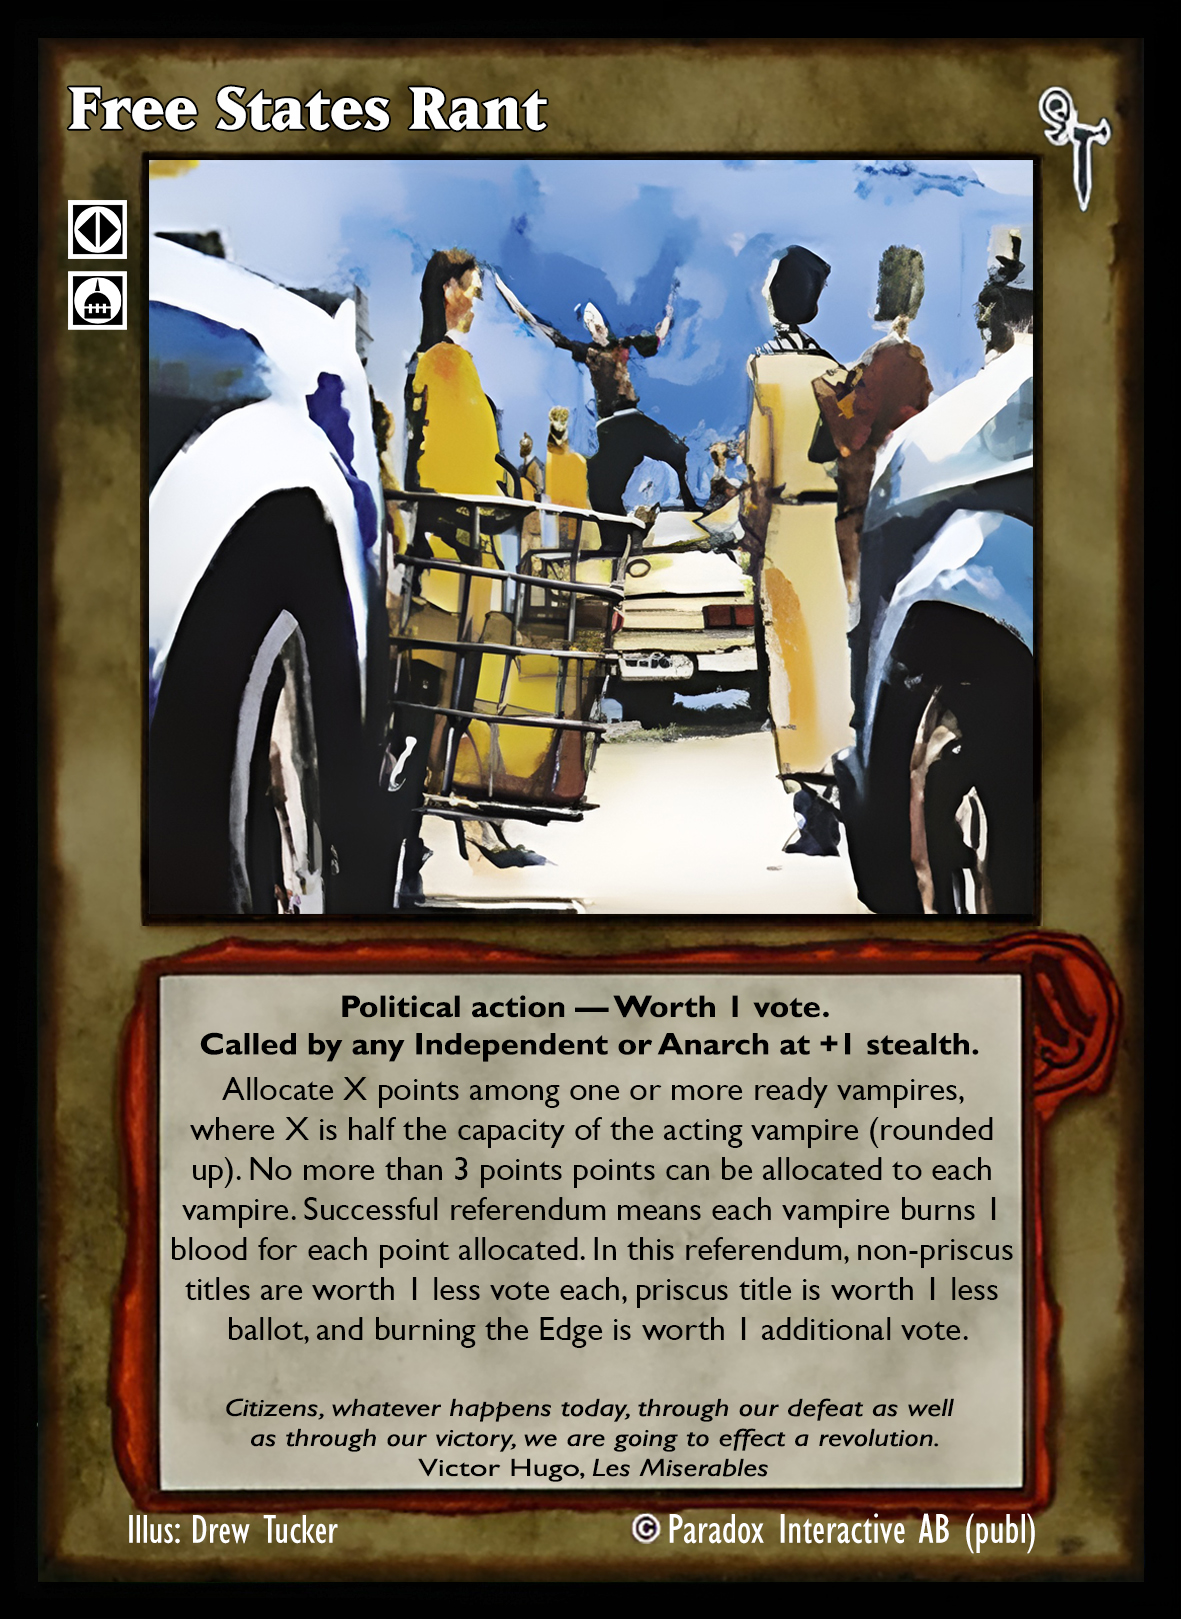 Free States Rant
Political action — Worth 1 vote.
Called by any Independent or Anarch at +1 stealth.
Allocate X points among one or more ready vampires,
where X is half the capacity of the acting vampire (rounded
up). No more than 3 points points can be allocated to each
vampire. Successful referendum means each vampire burns 1
blood for each point allocated. In this referendum, non-priscus
titles are worth 1 less vote each, priscus title is worth 1 less
ballot, and burning the Edge is worth 1 additional vote.
Citizens, whatever happens today, through our defeat as well
as through our victory, we are going to effect a revolution.
Victor Hugo, Les Miserables
Illus: Drew Tucker
© Paradox Interactive AB (publ)